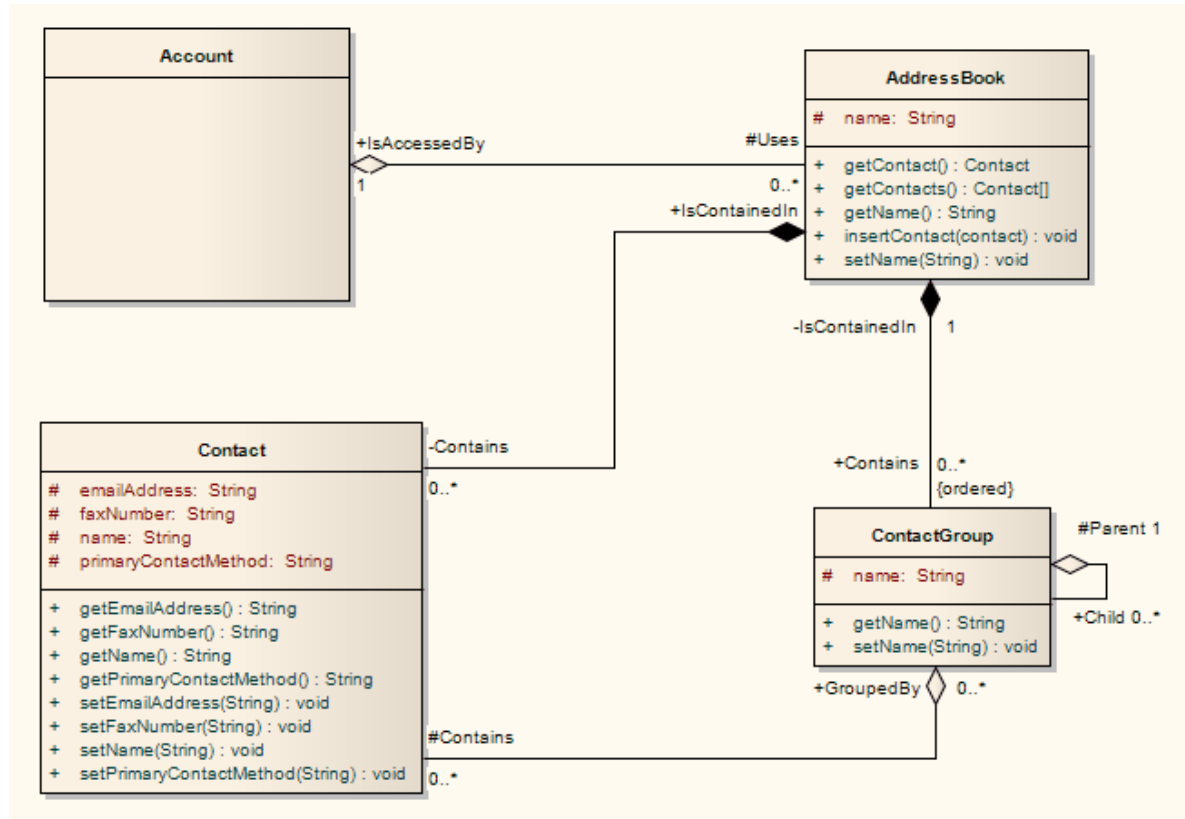 Account
AddressBook
# name: String
+ getContact() : Contact
+ getContacts() : Contact[]
+ getName() : String
+ insertContact(contact) : void
+ setName(String) : void
+IsAccessedBy
1
#Uses
0..*
+IsContainedIn
-IsContainedIn 1
-Contains
0..*
+Contains 0..*
{ordered}
Contact
# emailAddress: String
# faxNumber: String
# name: String
# primaryContactMethod: String
+ getEmailAddress() : String
+ getFaxNumber() : String
+ getName() : String
+ getPrimaryContactMethod() : String
+ setEmailAddress(String) : void
+ setFaxNumber(String) : void
+ setName(String) : void
+ setPrimaryContactMethod(String) : void
ContactGroup
# name: String
+ getName() : String
+ setName(String) : void
#Parent 1
+Child 0..*
+GroupedBy 0..*
#Contains
0..*